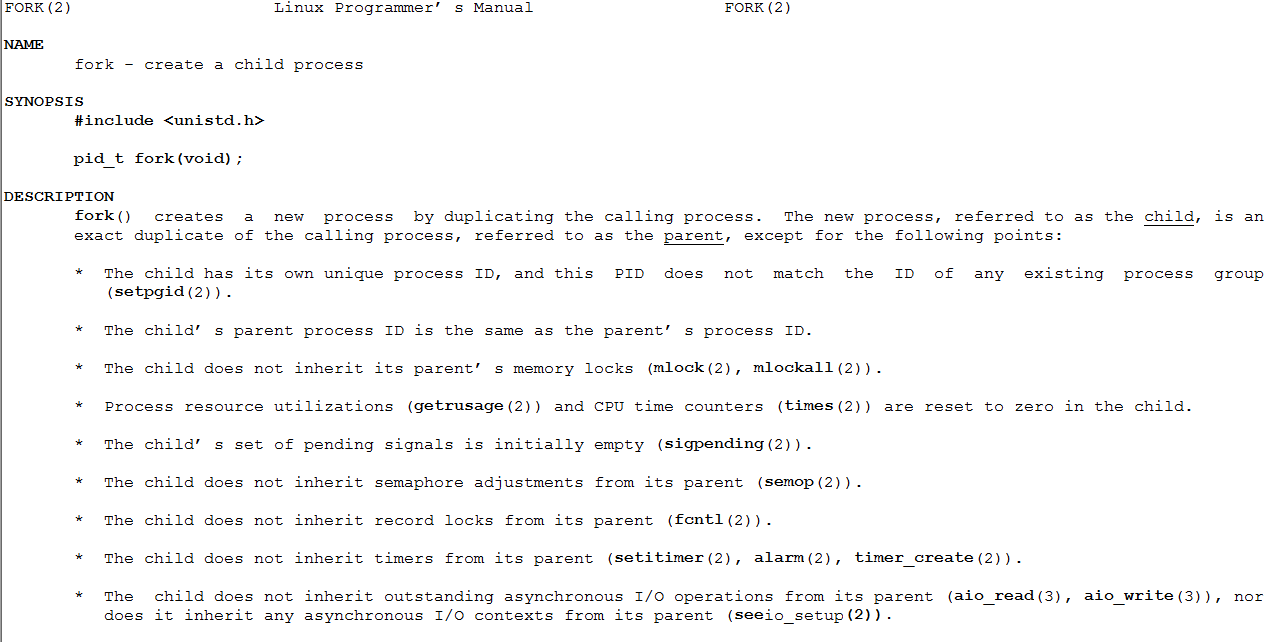 FORK(2) Linux Programmer’ s Manual FORK(2)
NAME
fork - create a child process
SYNOPSIS
#include <unistd.h>
pid_t fork(void);
DESCRIPTION
fork() creates a new process by duplicating the calling process. The new process, referred to as the child, is an
exact duplicate of the calling process, referred to as the parent, except for the following points:
* The child has its own unique process ID, and this PID does not match the ID of any existing process group
(setpgid(2)).
* The child’ s parent process ID is the same as the parent’ s process ID.
* The child does not inherit its parent’ s memory locks (mlock(2), mlockall(2)).
* Process resource utilizations (getrusage(2)) and CPU time counters (times(2)) are reset to zero in the child.
* The child’ s set of pending signals is initially empty (sigpending(2)).
* The child does not inherit semaphore adjustments from its parent (semop(2)).
* The child does not inherit record locks from its parent (fcntl(2)).
* The child does not inherit timers from its parent (setitimer(2), alarm(2), timer_create(2)).
* The child does not inherit outstanding asynchronous I/O operations from its parent (aio_read(3), aio_write(3)), nor
does it inherit any asynchronous I/O contexts from its parent (seeio_setup(2)).